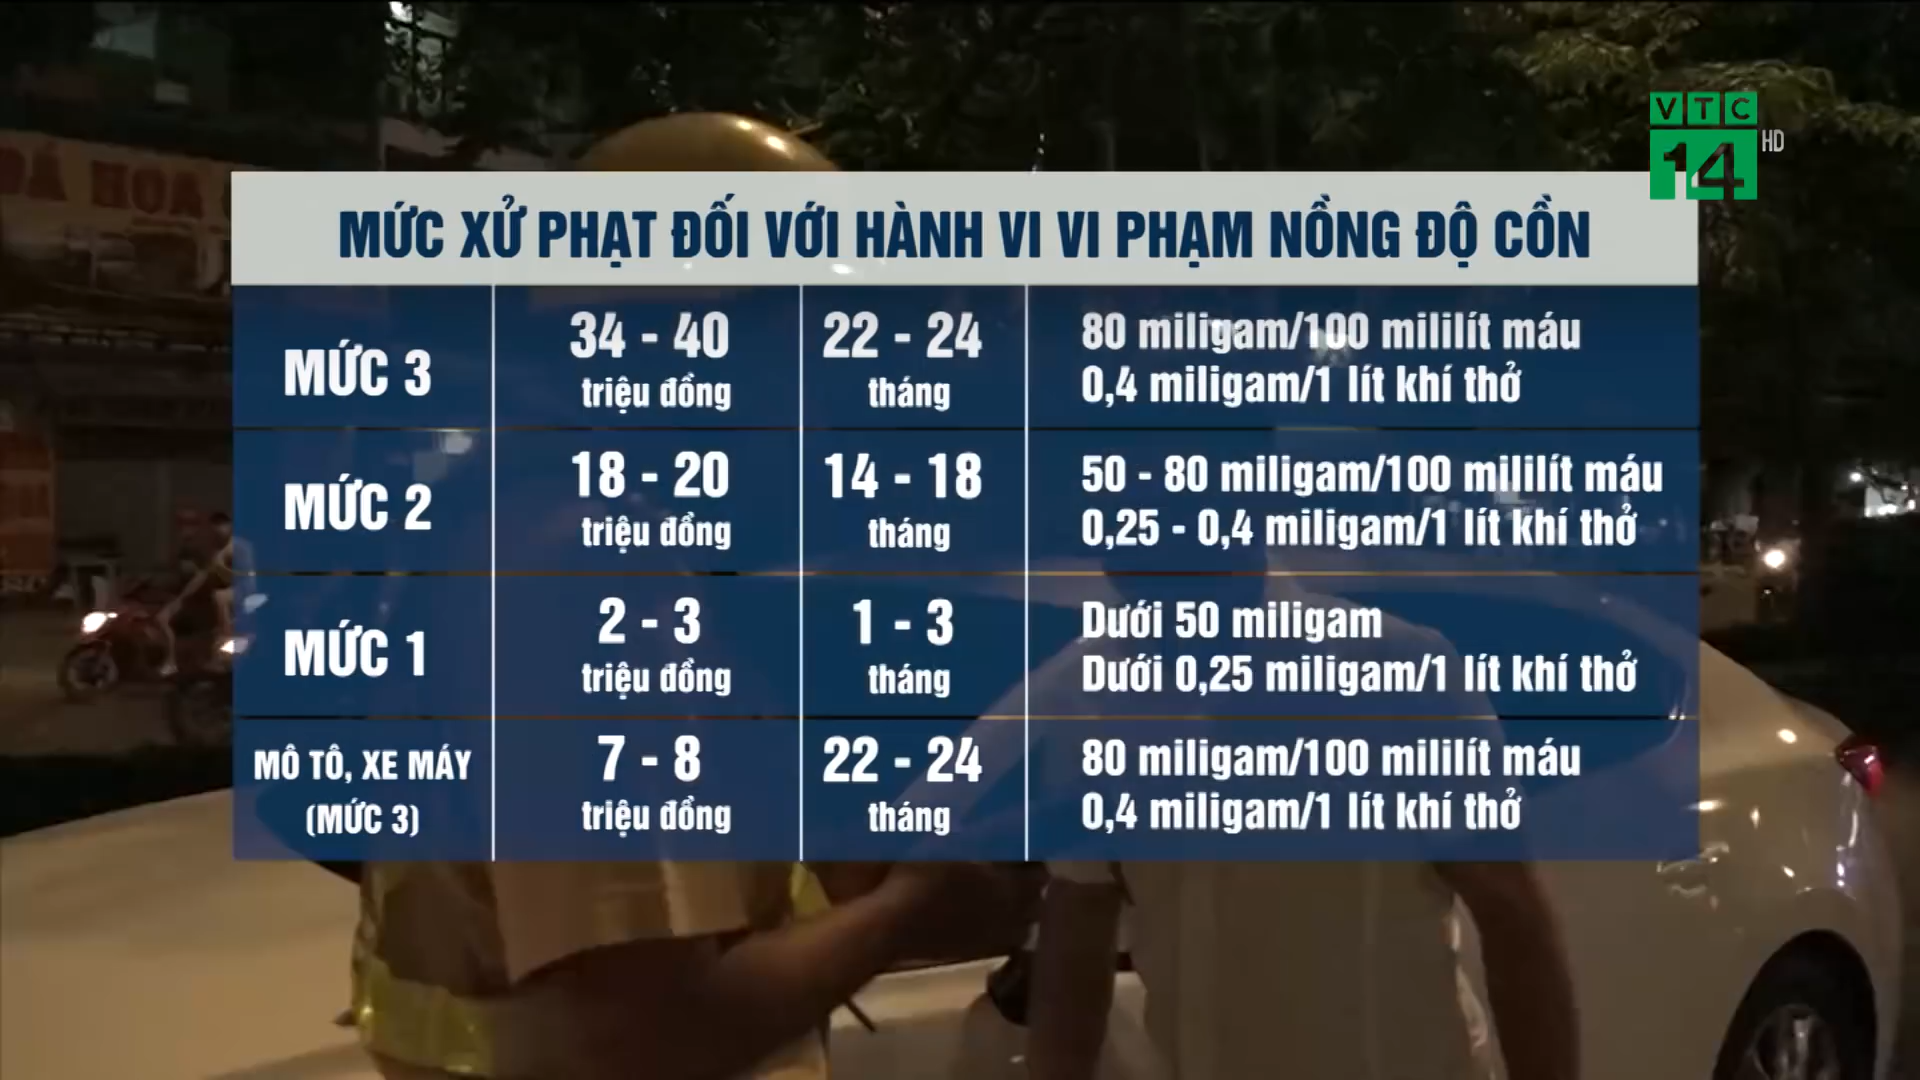 ĐÁ HOA
VTC
14 HD
MỨC XỬ PHẠT ĐỐI VỚI HÀNH VI VI PHẠM NỒNG ĐỘ CỒN
MỨC 3
34 - 40
triệu đồng
22 - 24
tháng
80 miligam/100 mililít máu
0,4 miligam/1 lít khí thở
MỨC 2
18 - 20
triệu đồng
14 - 18
tháng
50 - 80 miligam/100 mililít máu
0,25 - 0,4 miligam/1 lít khí thở
MỨC 1
2 - 3
triệu đồng
1 - 3
tháng
Dưới 50 miligam
Dưới 0,25 miligam/1 lít khí thở
MÔ TÔ, XE MÁY
(MỨC 3)
7 - 8
triệu đồng
22 - 24
tháng
80 miligam/100 mililít máu
0,4 miligam/1 lít khí thở